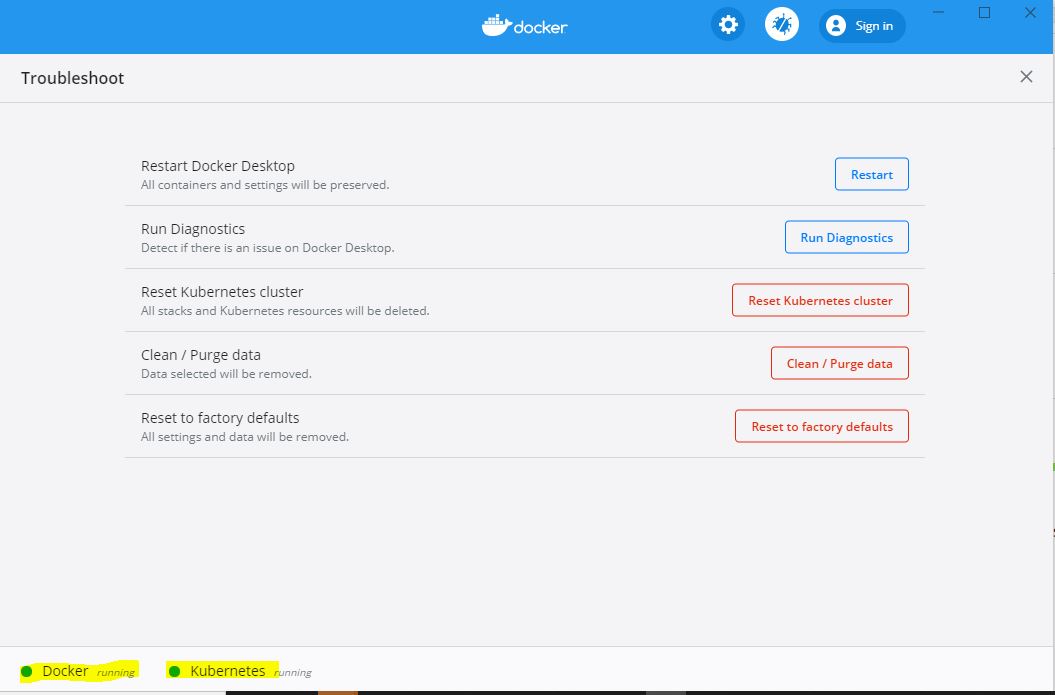 docker
Sign in
Troubleshoot
Restart Docker Desktop
All containers and settings will be preserved.
Restart
Run Diagnostics
Detect if there is an issue on Docker Desktop.
Run Diagnostics
Reset Kubernetes cluster
All stacks and Kubernetes resources will be deleted.
Reset Kubernetes cluster
Clean / Purge data
Data selected will be removed.
Clean / Purge data
Reset to factory defaults
All settings and data will be removed.
Reset to factory defaults
Docker running
Kubernetes running